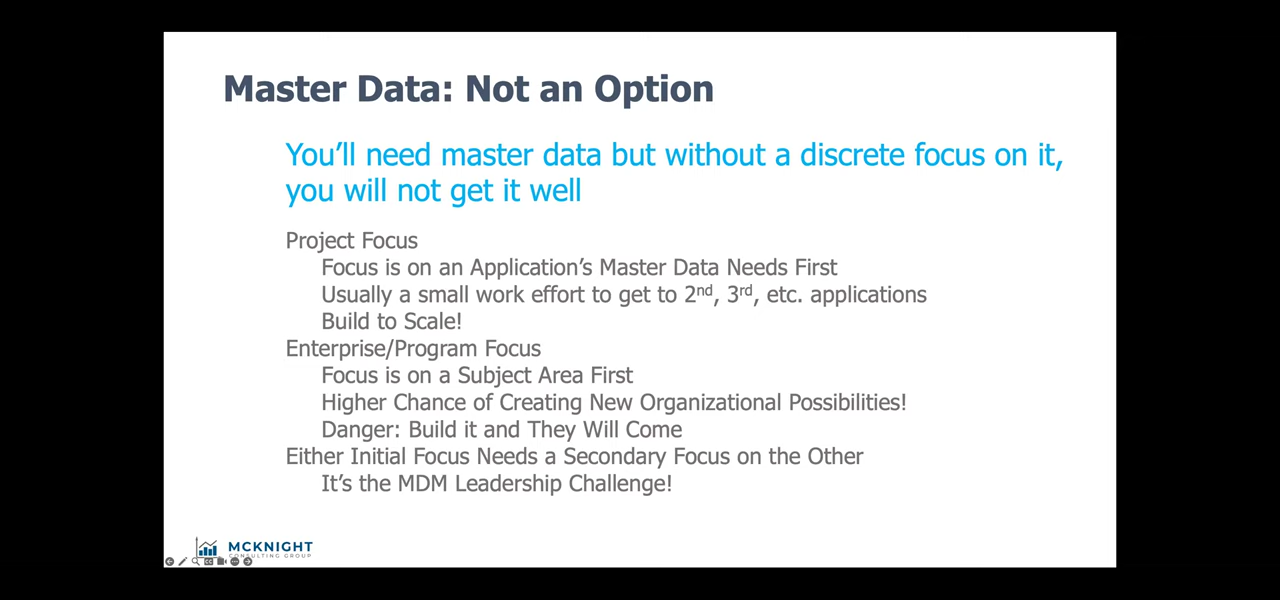 Master Data: Not an Option
You’ll need master data but without a discrete focus on it,
you will not get it well
Project Focus
Focus is on an Application’s Master Data Needs First
Usually a small work effort to get to 2nd, 3rd, etc. applications
Build to Scale!
Enterprise/Program Focus
Focus is on a Subject Area First
Higher Chance of Creating New Organizational Possibilities!
Danger: Build it and They Will Come
Either Initial Focus Needs a Secondary Focus on the Other
It’s the MDM Leadership Challenge!
MCKNIGHT
CONSULTING GROUP